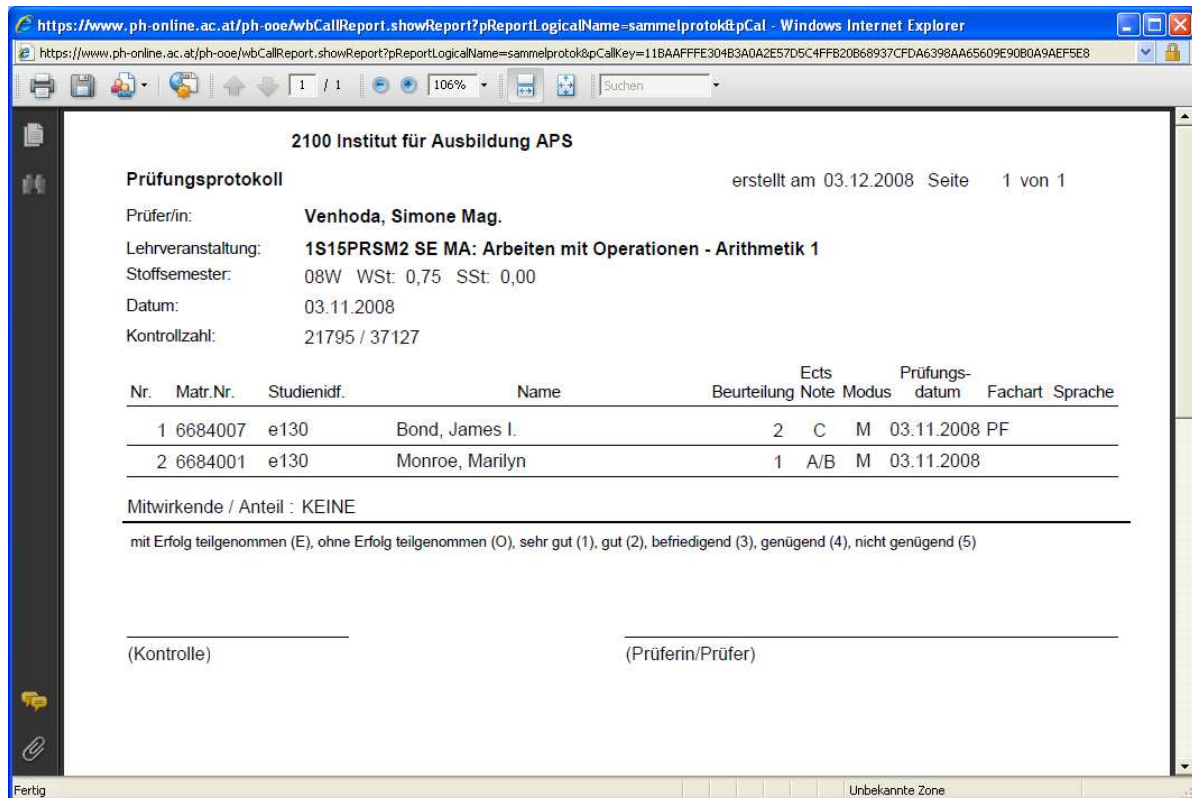 https://www.ph-online.ac.at/ph-ooe/wbCallReport.showReport?pReportLogicalName=sammelprotok&pCal - Windows Internet Explorer
https://www.ph-online.ac.at/ph-ooe/wbCallReport.showReport?pReportLogicalName=sammelprotok&pCallKey=11BAAFFFE304B3A0A2E57D5C4FFB20B68937CFDA6398AA65609E90B0A9AEF5E8
1 / 1 106% Suchen
2100 Institut für Ausbildung APS
Prüfungsprotokoll erstellt am 03.12.2008 Seite 1 von 1
Prüfer/in: Venhoda, Simone Mag.
Lehrveranstaltung: 1S15PRSM2 SE MA: Arbeiten mit Operationen - Arithmetik 1
Stoffsemester: 08W WSt: 0,75 SSt: 0,00
Datum: 03.11.2008
Kontrollzahl: 21795 / 37127
Ects Prüfungs-
Nr. Matr.Nr. Studienidf. Name Beurteilung Note Modus datum Fachart Sprache
1 6684007 e130 Bond, James I. 2 C M 03.11.2008 PF
2 6684001 e130 Monroe, Marilyn 1 A/B M 03.11.2008
Mitwirkende / Anteil : KEINE
mit Erfolg teilgenommen (E), ohne Erfolg teilgenommen (O), sehr gut (1), gut (2), befriedigend (3), genügend (4), nicht genügend (5)
(Kontrolle) (Prüferin/Prüfer)
Fertig Unbekannte Zone